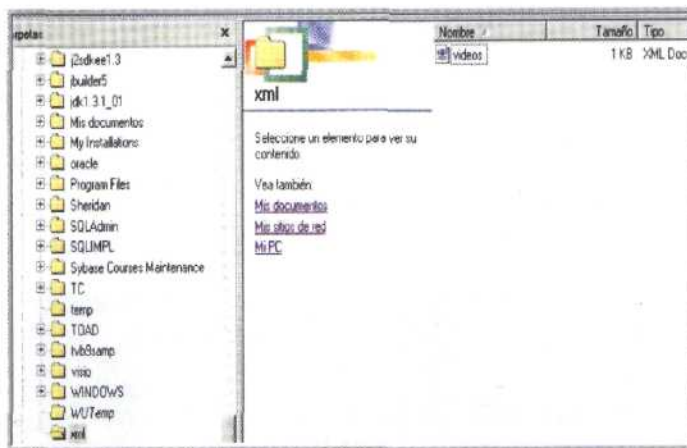 rpetas x
j2sdkee1.3
jbuilder5
jdk1.3.1_01
Mis documentos
My Installations
oracle
Program Files
Sheridan
SQLAdmin
SQLIMPL
Sybase Courses Maintenance
TC
temp
TOAD
tvb9samp
visio
WINDOWS
WUTemp
xml
xml
Seleccione un elemento para ver su
contenido.
Vea también:
Mis documentos
Mis sitios de red
Mi PC
Nombre Tamaño Tipo
videos 1 KB XML Doc